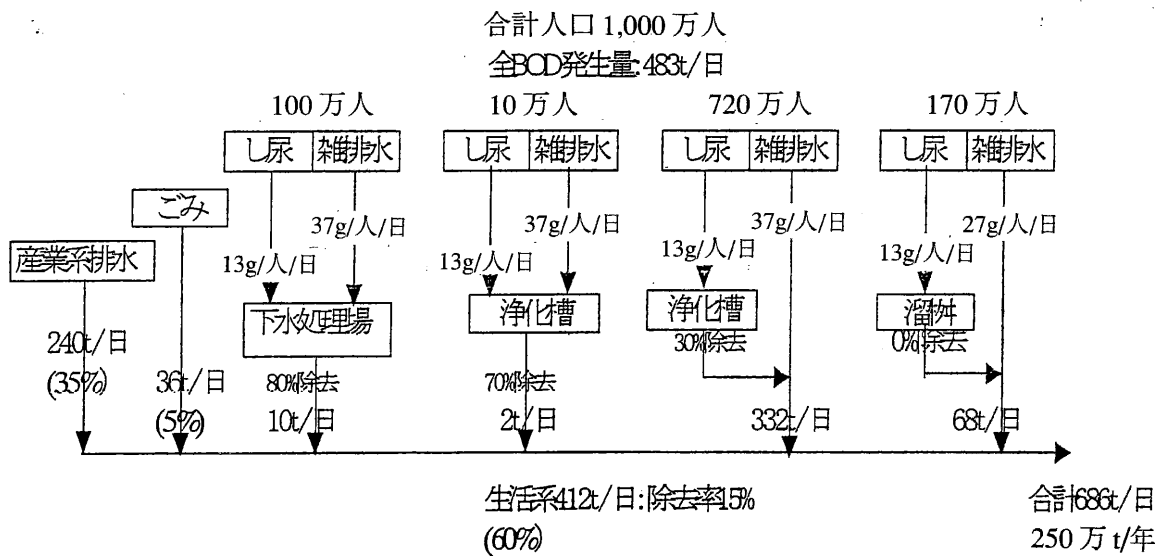 合計人口 1,000 万人
全BOD発生量:483t/日
100 万人
10 万人
720 万人
170 万人
し尿 雑排水
し尿 雑排水
し尿 雑排水
し尿 雑排水
ごみ
産業系排水
37g/人/日
37g/人/日
37g/人/日
27g/人/日
13g/人/日
13g/人/日
13g/人/日
13g/人/日
下水処理場
浄化槽
浄化槽
溜桝
30%除去
0%除去
240t/日
(35%)
36t/日
(5%)
80%除去
10t/日
70%除去
2t/日
332t/日
68t/日
生活系412t/日:除去率15%
(60%)
合計686t/日
250 万 t/年